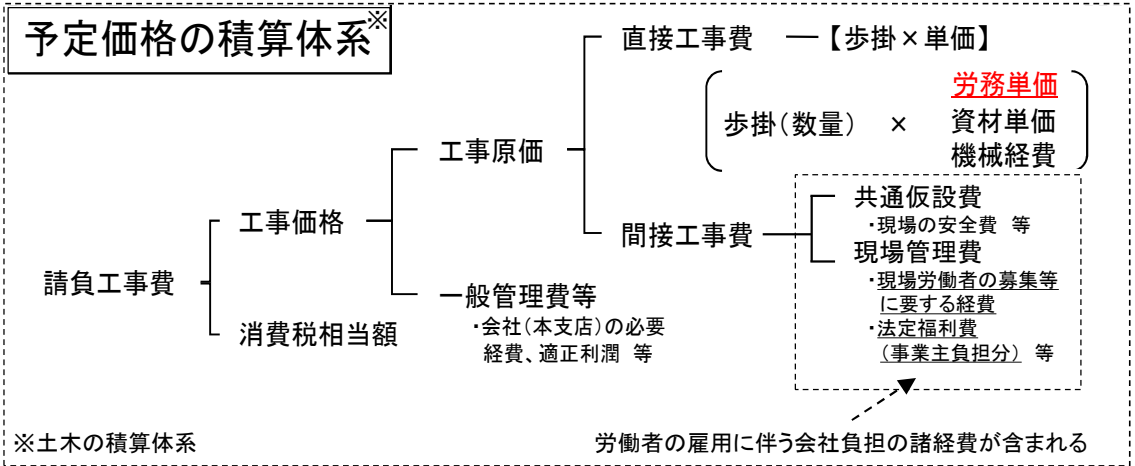 予定価格の積算体系※
直接工事費 ―【歩掛×単価】
労務単価
歩掛(数量) × 資材単価
機械経費
工事原価
共通仮設費
・現場の安全費 等
工事価格
間接工事費
現場管理費
・現場労働者の募集等
に要する経費
請負工事費
一般管理費等
・会社(本支店)の必要
経費、適正利潤 等
消費税相当額
・法定福利費
(事業主負担分) 等
※土木の積算体系
労働者の雇用に伴う会社負担の諸経費が含まれる